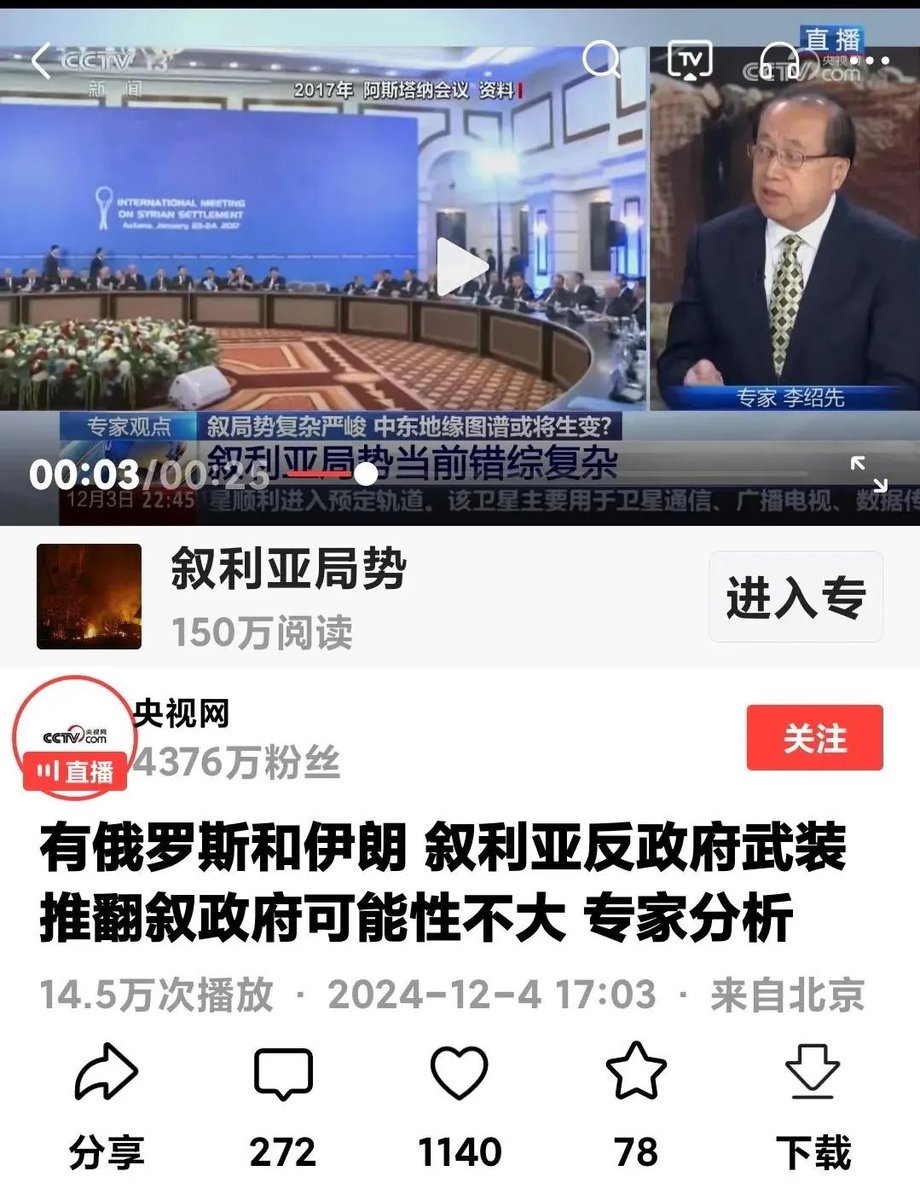 CCTV 13
新闻
直播
央视网
CCTV com
2017年 阿斯塔纳会议 资料
INTERNATIONAL MEETING
ON SYRIAN SETTLEMENT
Astana, January 23-24, 2017
专家 李绍先
专家观点
叙局势复杂严峻 中东地缘图谱或将生变?
00:03/00:25
叙利亚局势当前错综复杂
12月3日 22:45
星顺利进入预定轨道。该卫星主要用于卫星通信、广播电视、数据传
叙利亚局势
150万阅读
进入专
CCTV 央视网
com
直播
央视网
4376万粉丝
关注
有俄罗斯和伊朗 叙利亚反政府武装
推翻叙政府可能性不大 专家分析
14.5万次播放 · 2024-12-4 17:03 · 来自北京
分享 272 1140 78 下载